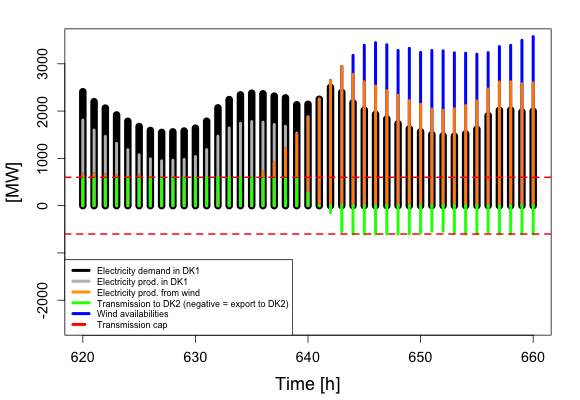 3000
2000
1000
0
-2000
[MW]
Electricity demand in DK1
Electricity prod. in DK1
Electricity prod. from wind
Transmission to DK2 (negative = export to DK2)
Wind availabilities
Transmission cap
620 630 640 650 660
Time [h]